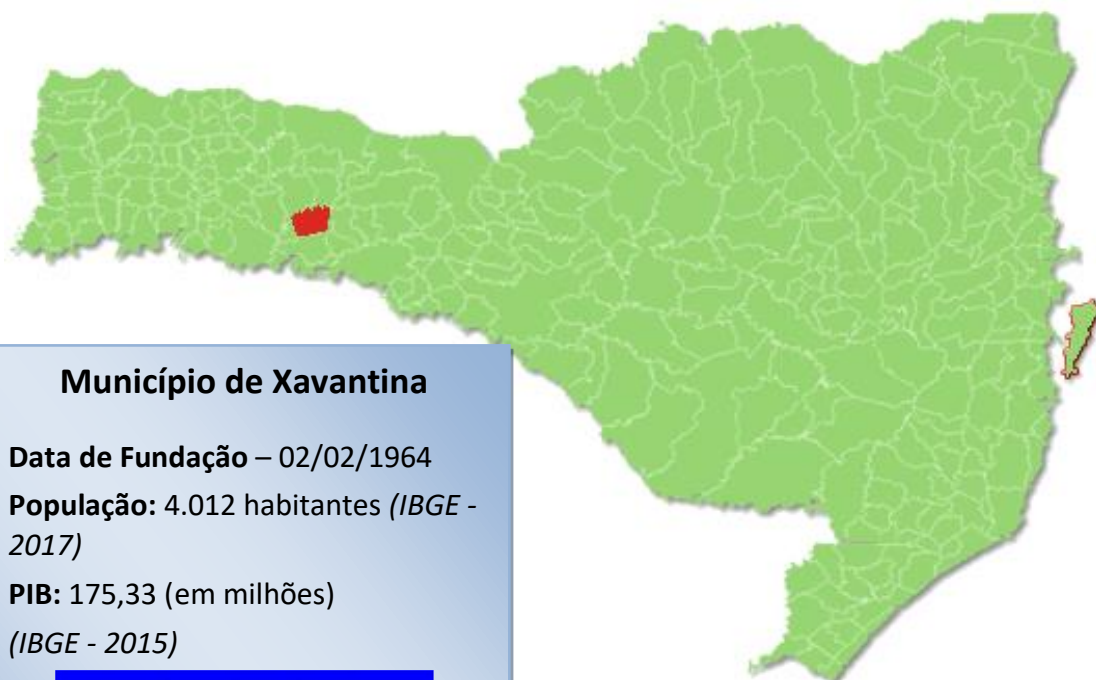 Município de Xavantina
Data de Fundação – 02/02/1964
População: 4.012 habitantes (IBGE -
2017)
PIB: 175,33 (em milhões)
(IBGE - 2015)